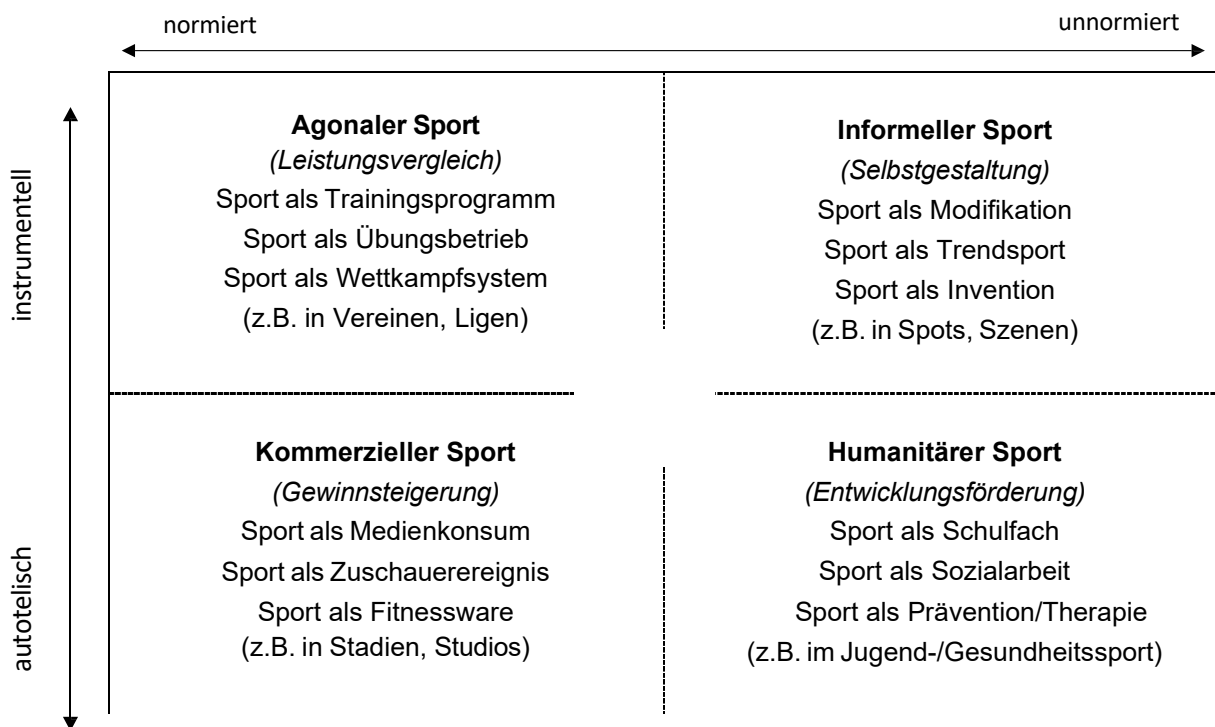 normiert
unnormiert
instrumentell
autotelisch
Agonaler Sport
(Leistungsvergleich)
Sport als Trainingsprogramm
Sport als Übungsbetrieb
Sport als Wettkampfsystem
(z.B. in Vereinen, Ligen)
Informeller Sport
(Selbstgestaltung)
Sport als Modifikation
Sport als Trendsport
Sport als Invention
(z.B. in Spots, Szenen)
Kommerzieller Sport
(Gewinnsteigerung)
Sport als Medienkonsum
Sport als Zuschauerereignis
Sport als Fitnessware
(z.B. in Stadien, Studios)
Humanitärer Sport
(Entwicklungsförderung)
Sport als Schulfach
Sport als Sozialarbeit
Sport als Prävention/Therapie
(z.B. im Jugend-/Gesundheitssport)